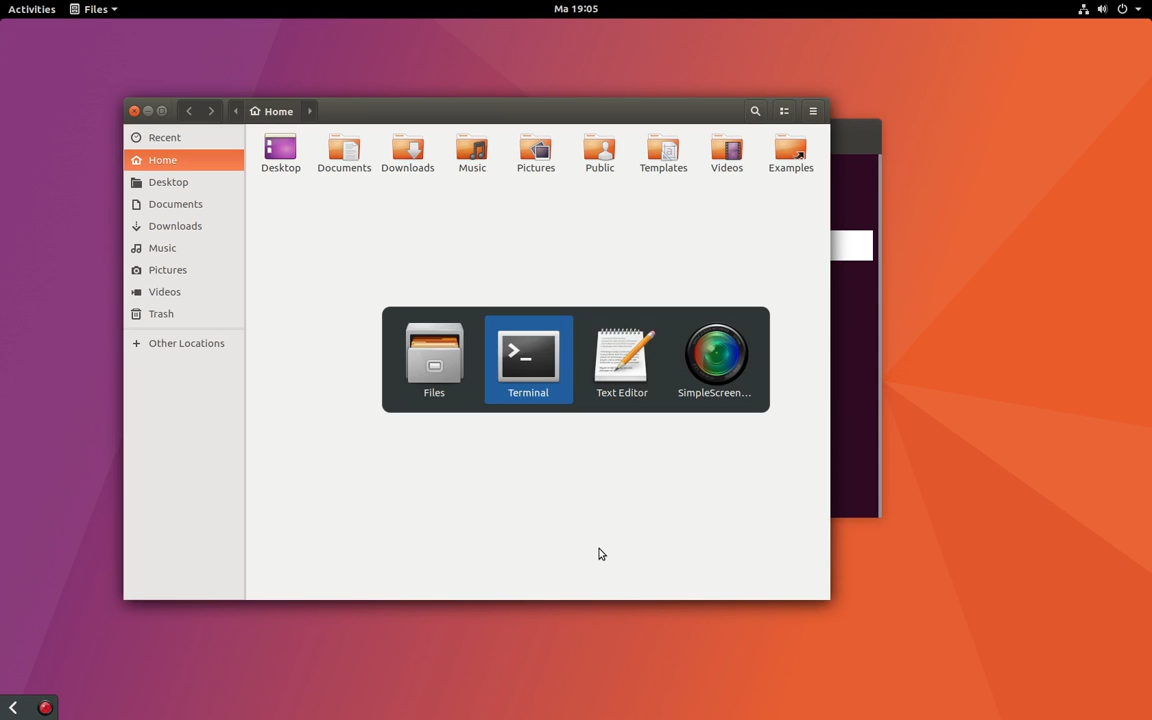 Activities Files Ma 19:05
Home
Recent
Home
Desktop
Documents
Downloads
Music
Pictures
Videos
Trash
Other Locations
Desktop Documents Downloads Music Pictures Public Templates Videos Examples
Files Terminal Text Editor SimpleScreen...